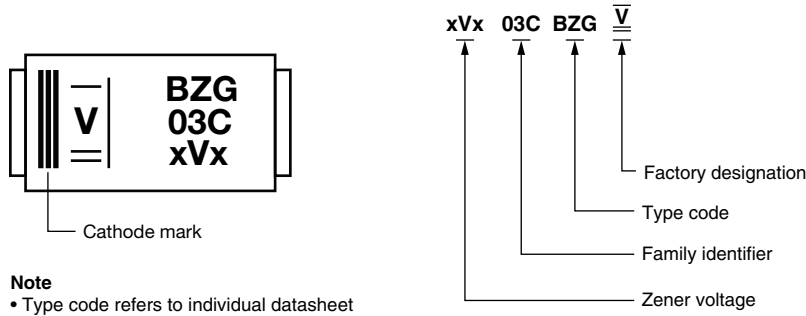 V
BZG
03C
xVx
Cathode mark
Note
• Type code refers to individual datasheet
xVx 03C BZG V
Factory designation
Type code
Family identifier
Zener voltage